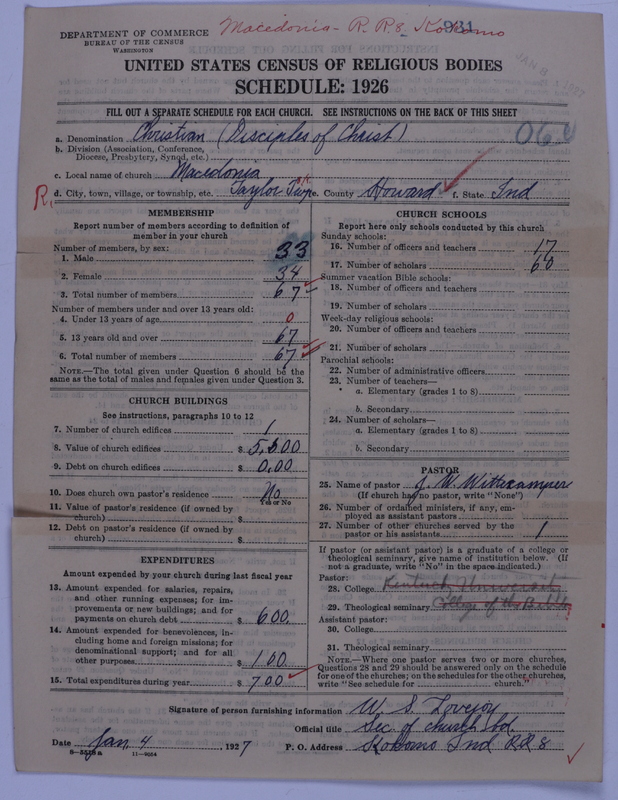 Macedonia - R. R 8, Kokomo
931
DEPARTMENT OF COMMERCE
BUREAU OF THE CENSUS
WASHINGTON
JAN 8 1927
UNITED STATES CENSUS OF RELIGIOUS BODIES
SCHEDULE: 1926
FILL OUT A SEPARATE SCHEDULE FOR EACH CHURCH. SEE INSTRUCTIONS ON THE BACK OF THIS SHEET
a. Denomination Christian (Disciples of Christ)
b. Division (Association, Conference,
Diocese, Presbytery, Synod, etc.)
c. Local name of church Macedonia
R. d. City, town, village, or township, etc. Taylor Twp e. County Howard f. State Ind
MEMBERSHIP
Report number of members according to definition of
member in your church
Number of members, by sex:
1. Male 33
2. Female 34
3. Total number of members 67
Number of members under and over 13 years old:
4. Under 13 years of age 0
5. 13 years old and over 67
6. Total number of members 67
NOTE.—The total given under Question 6 should be the
same as the total of males and females given under Question 3.
CHURCH BUILDINGS
See instructions, paragraphs 10 to 12
7. Number of church edifices 1
8. Value of church edifices $ 5,500
9. Debt on church edifices $ 0,00
10. Does church own pastor's residence No
Yes or No
11. Value of pastor's residence (if owned by
church) $
12. Debt on pastor's residence (if owned by
church) $
EXPENDITURES
Amount expended by your church during last fiscal year
13. Amount expended for salaries, repairs,
and other running expenses; for im-
provements or new buildings; and for
payments on church debt $ 600.
14. Amount expended for benevolences, in-
cluding home and foreign missions; for
denominational support; and for all
other purposes $ 100
15. Total expenditures during year $ 700
CHURCH SCHOOLS
Report here only schools conducted by this church
Sunday schools:
16. Number of officers and teachers 17
17. Number of scholars 60
Summer vacation Bible schools:
18. Number of officers and teachers
19. Number of scholars
Week-day religious schools:
20. Number of officers and teachers
21. Number of scholars
Parochial schools:
22. Number of administrative officers
23. Number of teachers—
a. Elementary (grades 1 to 8)
b. Secondary
24. Number of scholars—
a. Elementary (grades 1 to 8)
b. Secondary
PASTOR
25. Name of pastor J. W. Wittkamper
(If church has no pastor, write "None")
26. Number of ordained ministers, if any, em-
ployed as assistant pastors
27. Number of other churches served by the
pastor or his assistants 1
If pastor (or assistant pastor) is a graduate of a college or
theological seminary, give name of institution below. (If
not a graduate, write "No" in the space indicated.)
Pastor:
28. College Kentucky University
29. Theological seminary College of the Bible
Assistant pastor:
30. College
31. Theological seminary
NOTE.—Where one pastor serves two or more churches,
Questions 28 and 29 should be answered only on the schedule
for one of the churches; on the schedules for the other churches,
write "See schedule for church."
Signature of person furnishing information W. S. Lovejoy
Official title Sec. of church bd.
Date Jan. 4, 1927 P. O. Address Kokomo Ind RR 8
11—9054